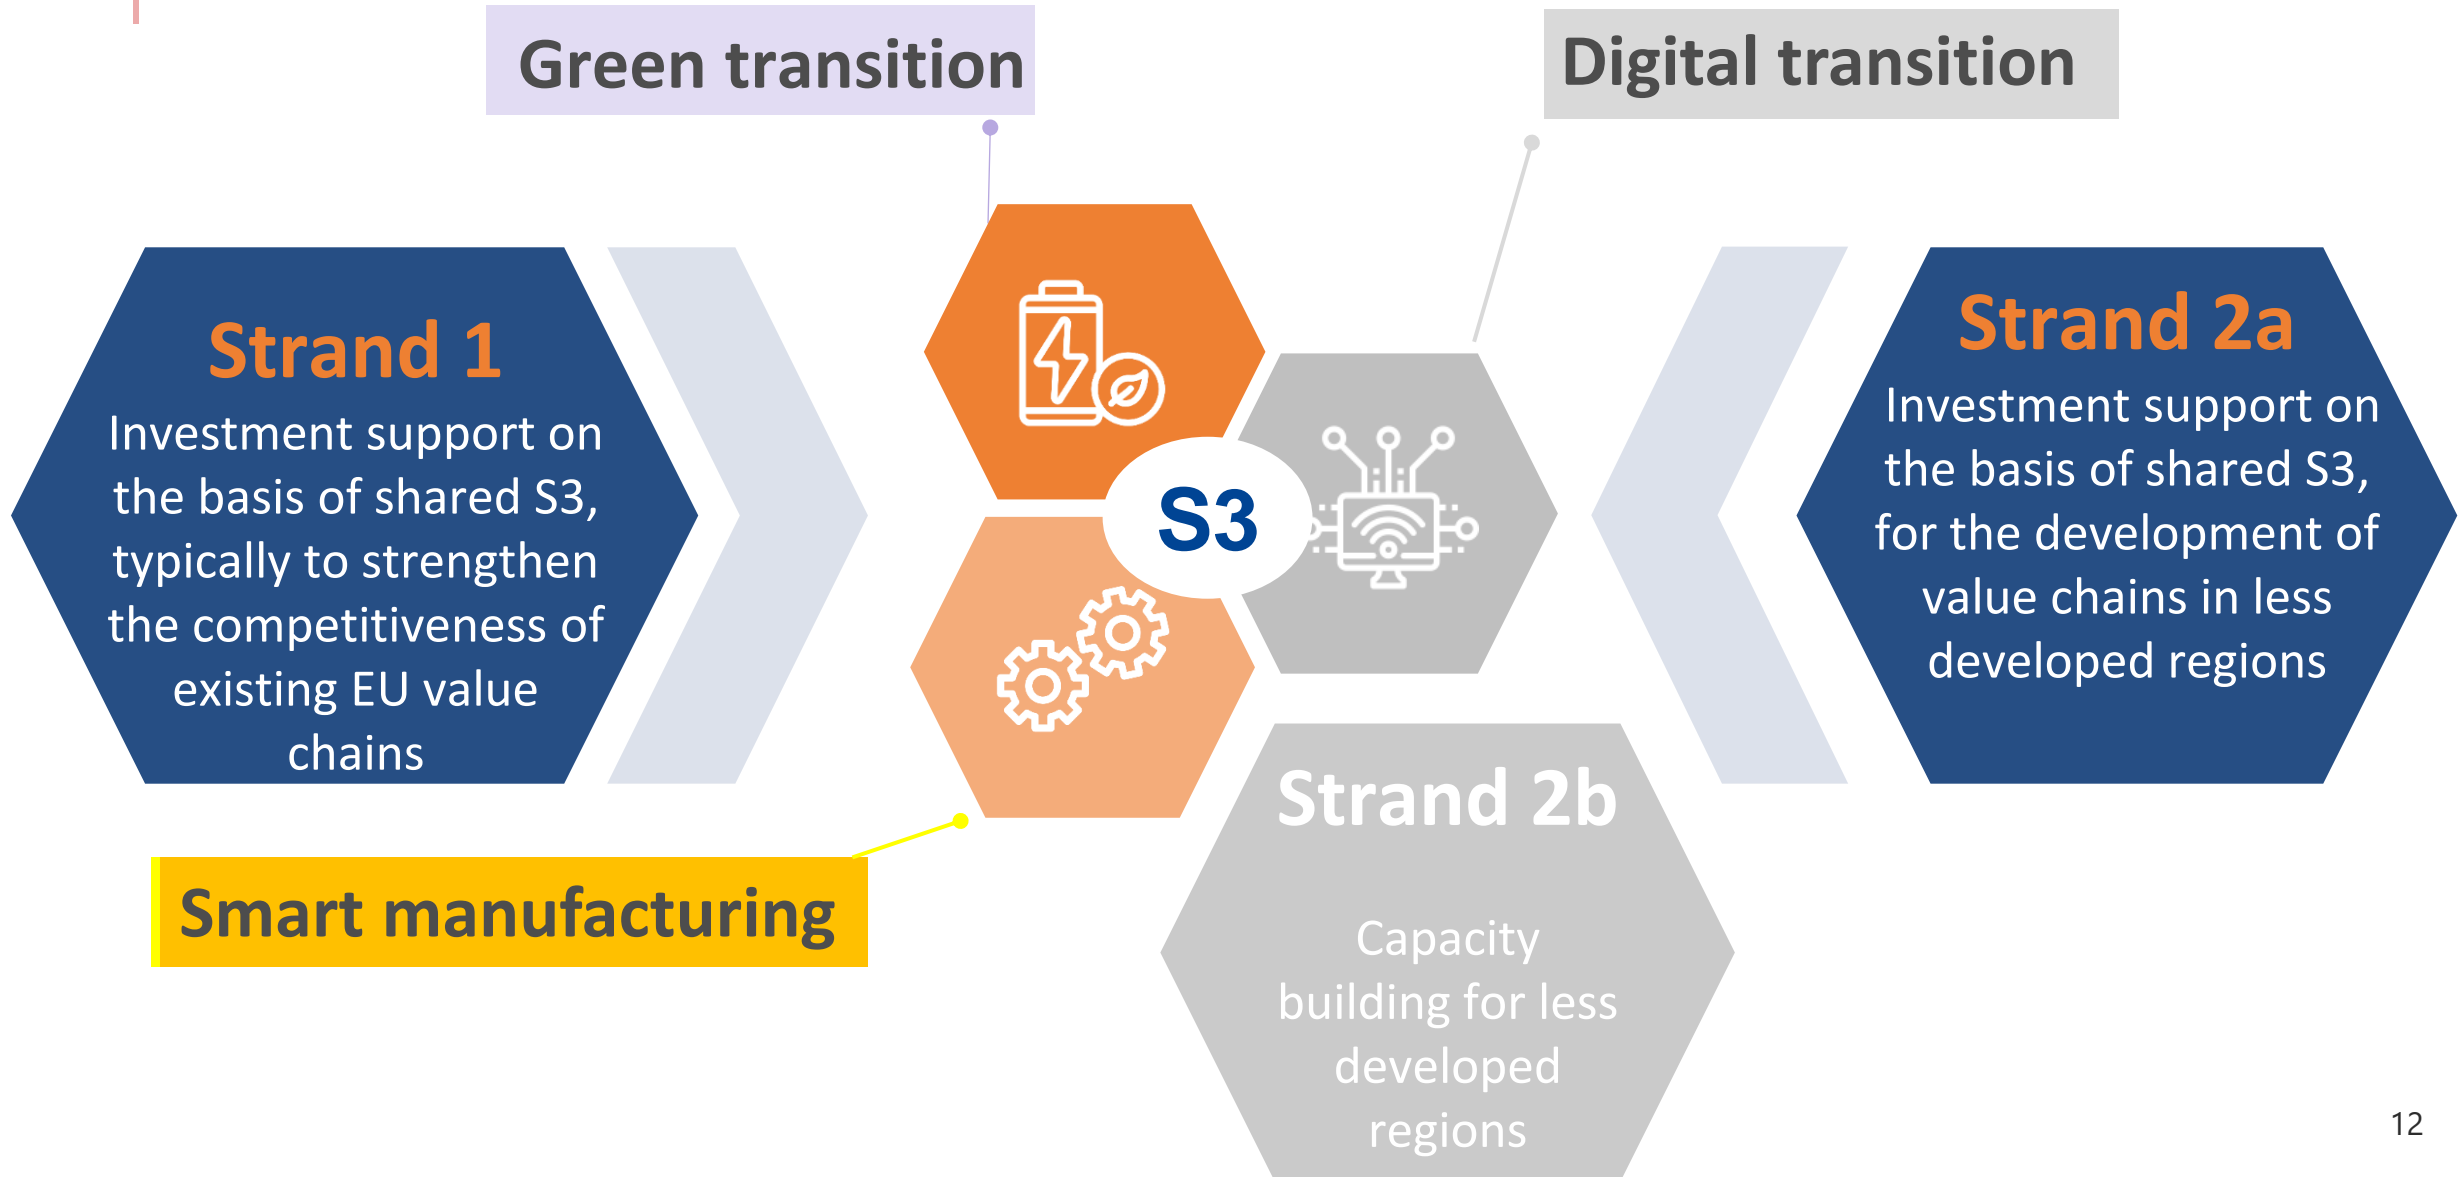 Green transition
Digital transition
Strand 1
Investment support on
the basis of shared S3,
typically to strengthen
the competitiveness of
existing EU value
chains
S3
Strand 2a
Investment support on
the basis of shared S3,
for the development of
value chains in less
developed regions
Smart manufacturing
Strand 2b
Capacity
building for less
developed
regions
12